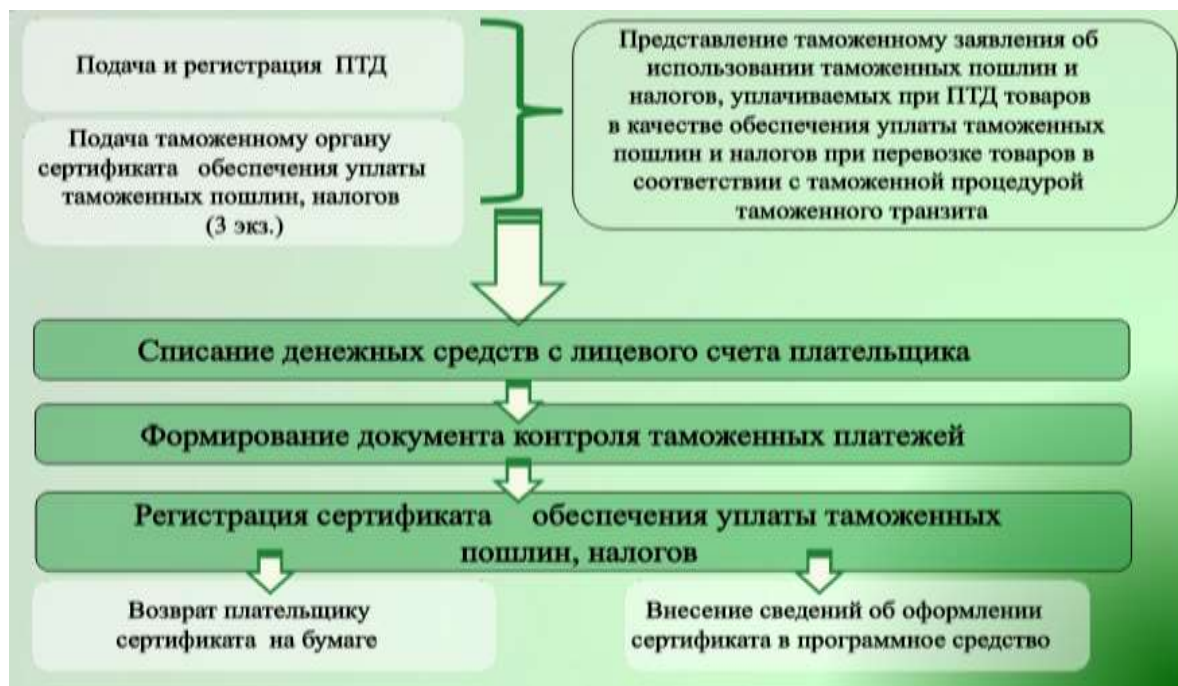 Подача и регистрация ПТД
Подача таможенному органу
сертификата обеспечения уплаты
таможенных пошлин, налогов
(3 экз.)
Представление таможенному заявления об
использовании таможенных пошлин и
налогов, уплачиваемых при ПТД товаров
в качестве обеспечения уплаты таможенных
пошлин и налогов при перевозке товаров в
соответствии с таможенной процедурой
таможенного транзита
Списание денежных средств с лицевого счета плательщика
Формирование документа контроля таможенных платежей
Регистрация сертификата обеспечения уплаты таможенных
пошлин, налогов
Возврат плательщику
сертификата на бумаге
Внесение сведений об оформлении
сертификата в программное средство